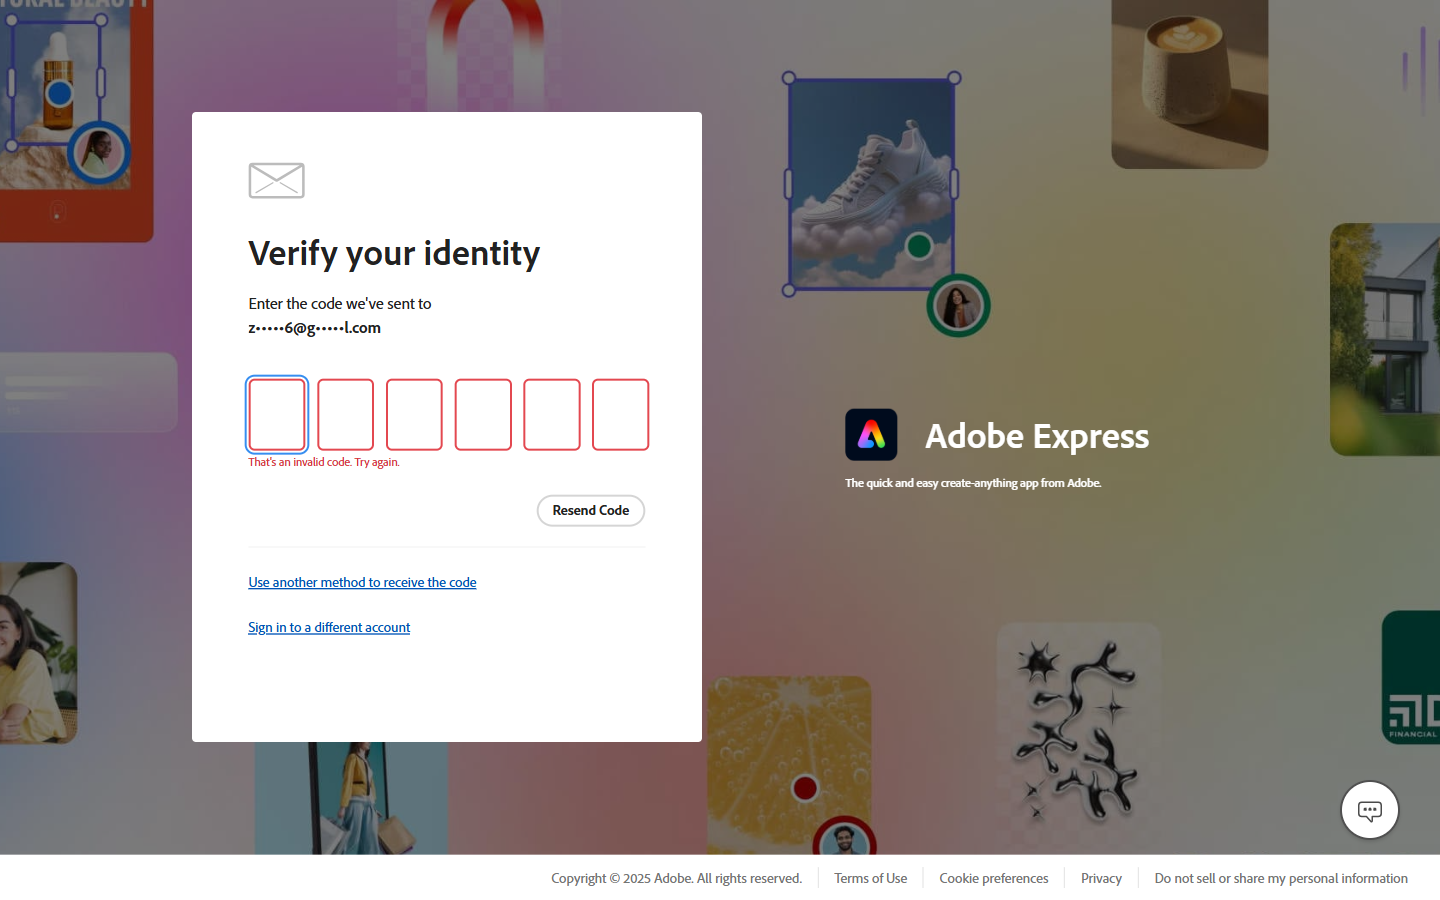 Verify your identity
Enter the code we've sent to
z•••••6@g•••••l.com
That's an invalid code. Try again.
Resend Code
Use another method to receive the code
Sign in to a different account
Adobe Express
The quick and easy create-anything app from Adobe.
FINANCIAL
Copyright © 2025 Adobe. All rights reserved.
Terms of Use
Cookie preferences
Privacy
Do not sell or share my personal information